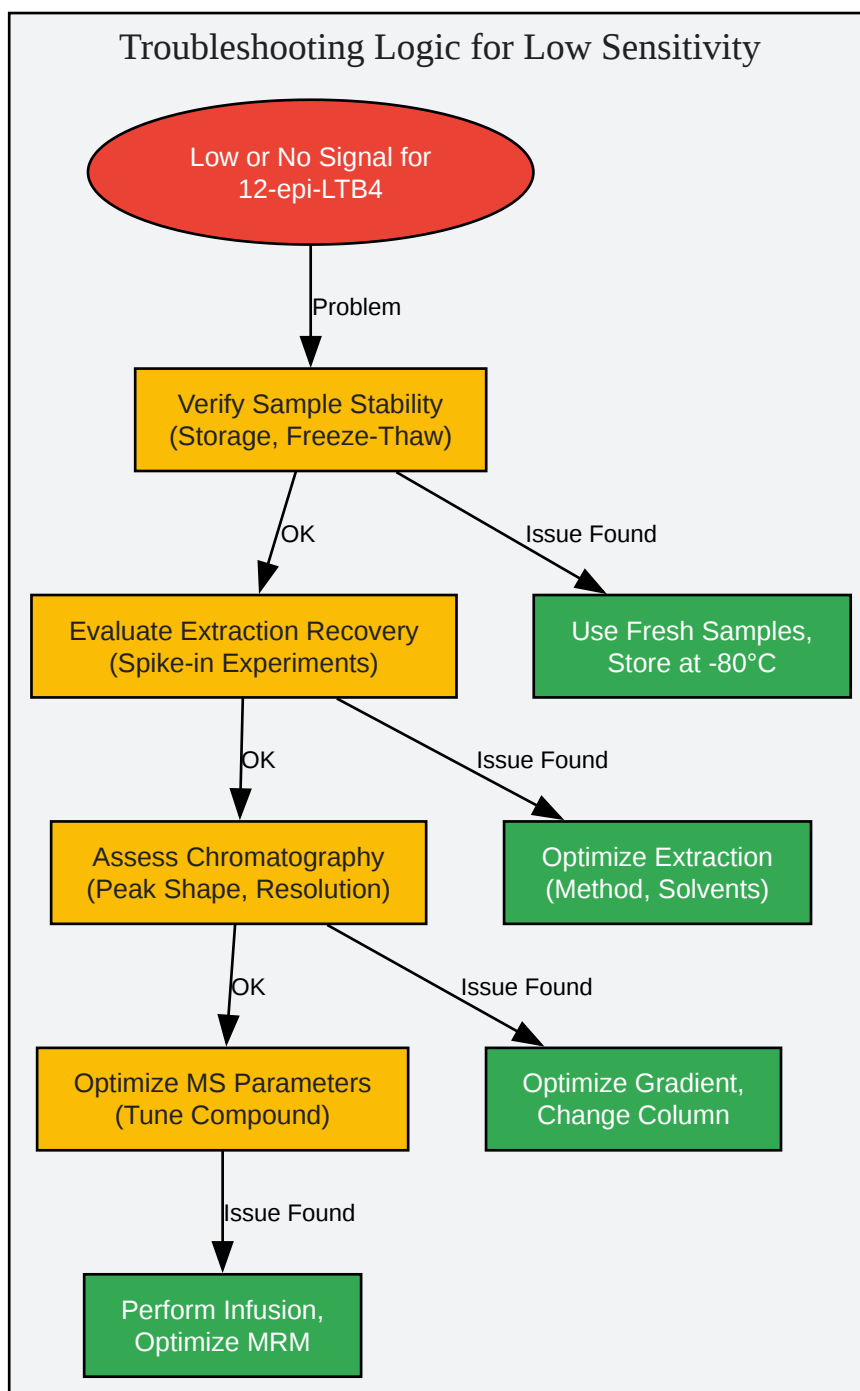 Troubleshooting Logic for Low Sensitivity
Low or No Signal for
12-epi-LTB4
Problem
Verify Sample Stability
(Storage, Freeze-Thaw)
OK
Issue Found
Evaluate Extraction Recovery
(Spike-in Experiments)
Use Fresh Samples,
Store at -80°C
OK
Issue Found
Assess Chromatography
(Peak Shape, Resolution)
Optimize Extraction
(Method, Solvents)
OK
Issue Found
Optimize MS Parameters
(Tune Compound)
Optimize Gradient,
Change Column
Issue Found
Perform Infusion,
Optimize MRM